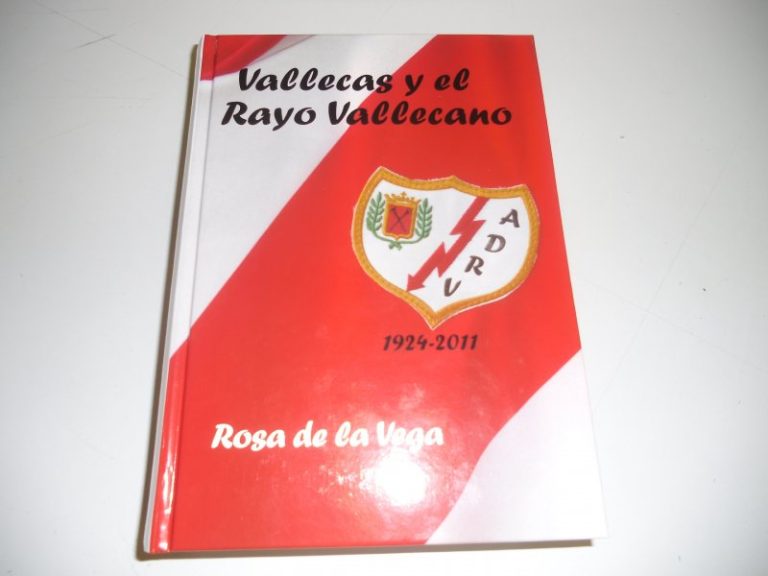 Vallecas y el
Rayo Vallecano
ADRV
1924-2011
Rosa de la Vega